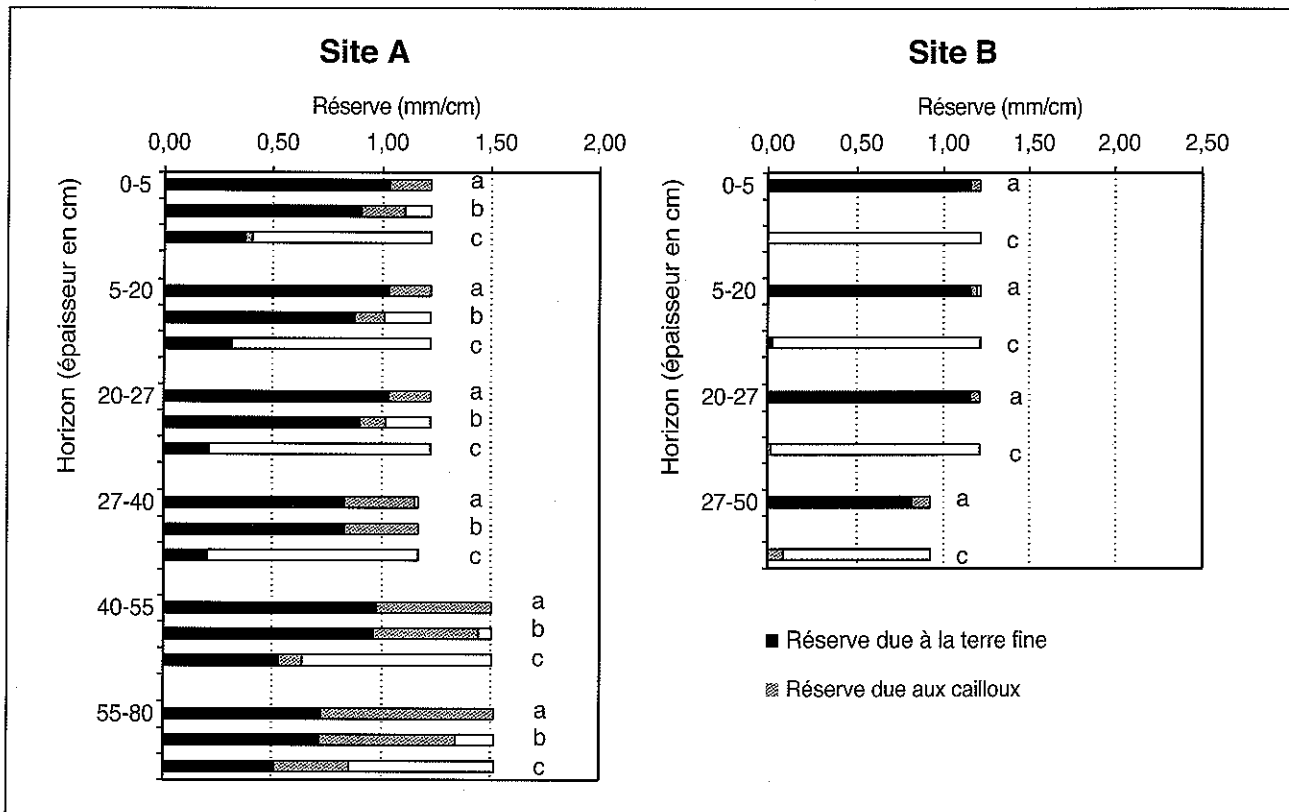 Site A
Réserve (mm/cm)
0,00 0,50 1,00 1,50 2,00
Horizon (épaisseur en cm)
0-5
a
b
c
5-20
a
b
c
20-27
a
b
c
27-40
a
b
c
40-55
a
b
c
55-80
a
b
c
Site B
Réserve (mm/cm)
0,00 0,50 1,00 1,50 2,00 2,50
Horizon (épaisseur en cm)
0-5
a
c
5-20
a
c
20-27
a
c
27-50
a
c
Réserve due à la terre fine
Réserve due aux cailloux